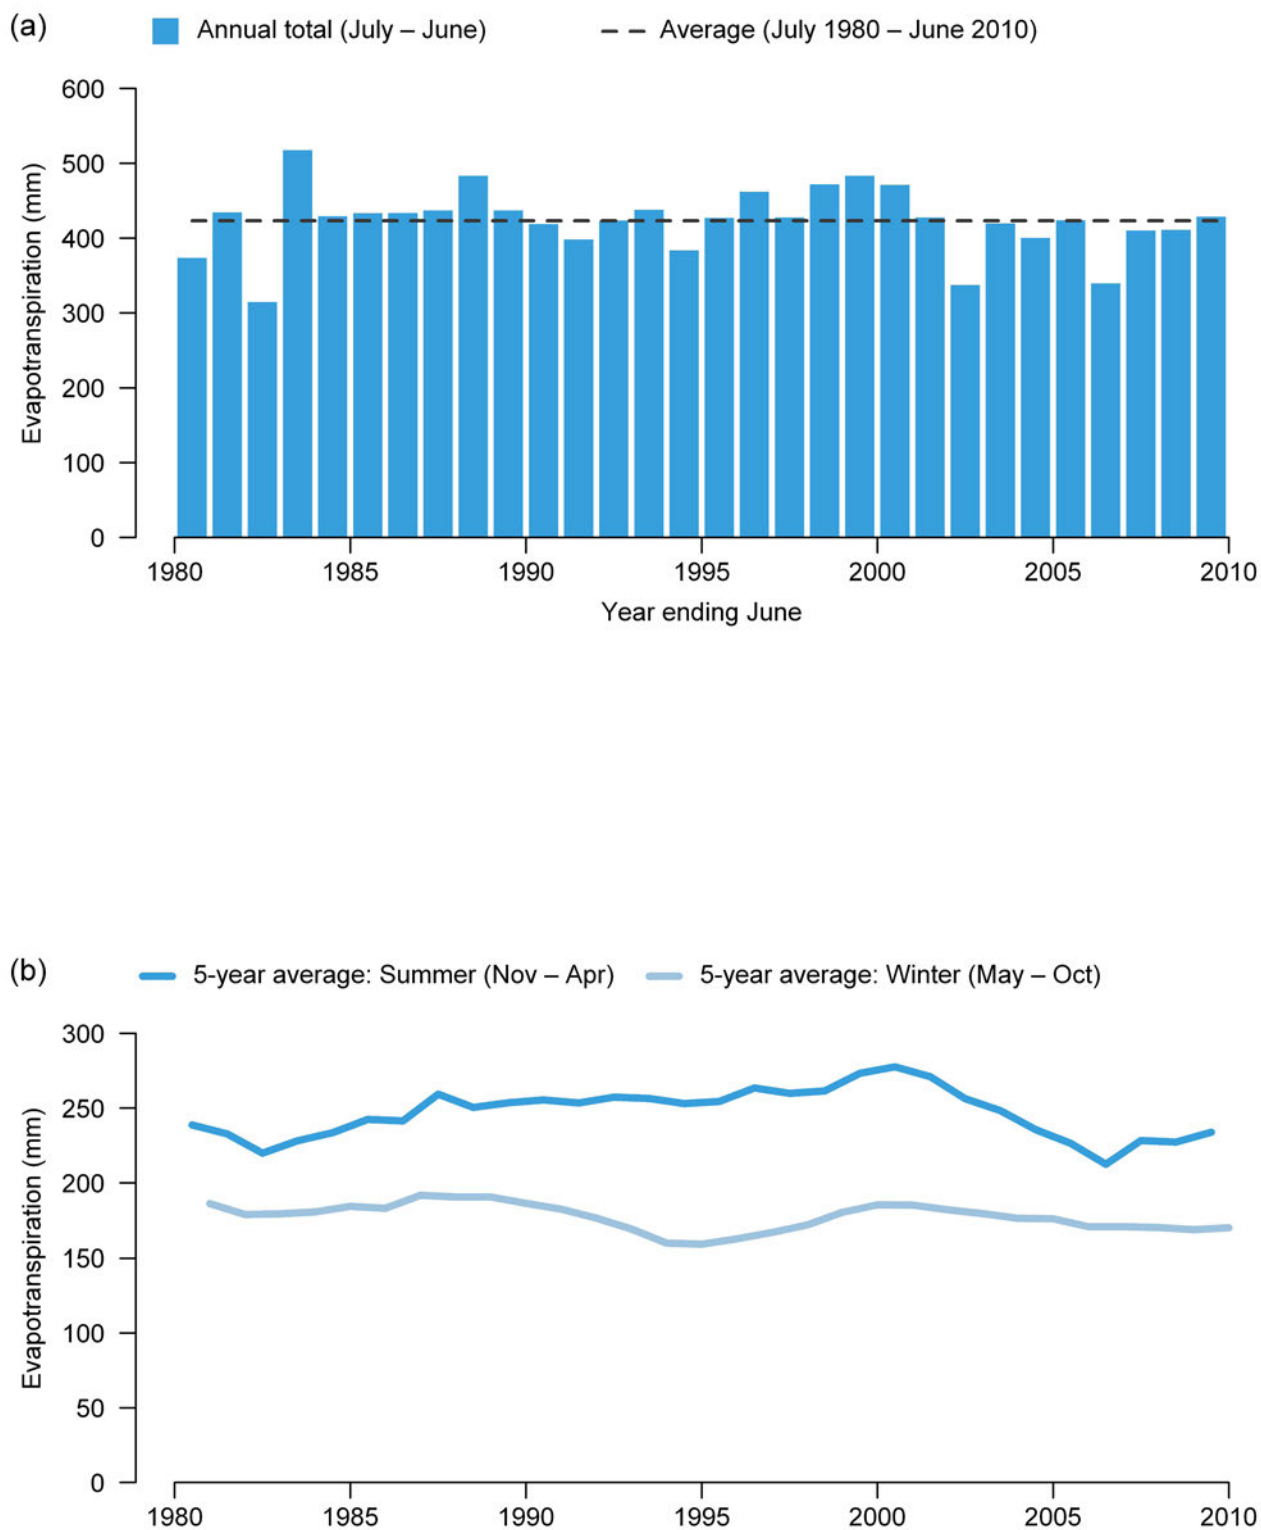 (a)
Annual total (July – June)
Average (July 1980 – June 2010)
600
500
400
300
200
100
0
Evapotranspiration (mm)
1980 1985 1990 1995 2000 2005 2010
Year ending June
(b)
5-year average: Summer (Nov – Apr)
5-year average: Winter (May – Oct)
300
250
200
150
100
50
0
Evapotranspiration (mm)
1980 1985 1990 1995 2000 2005 2010